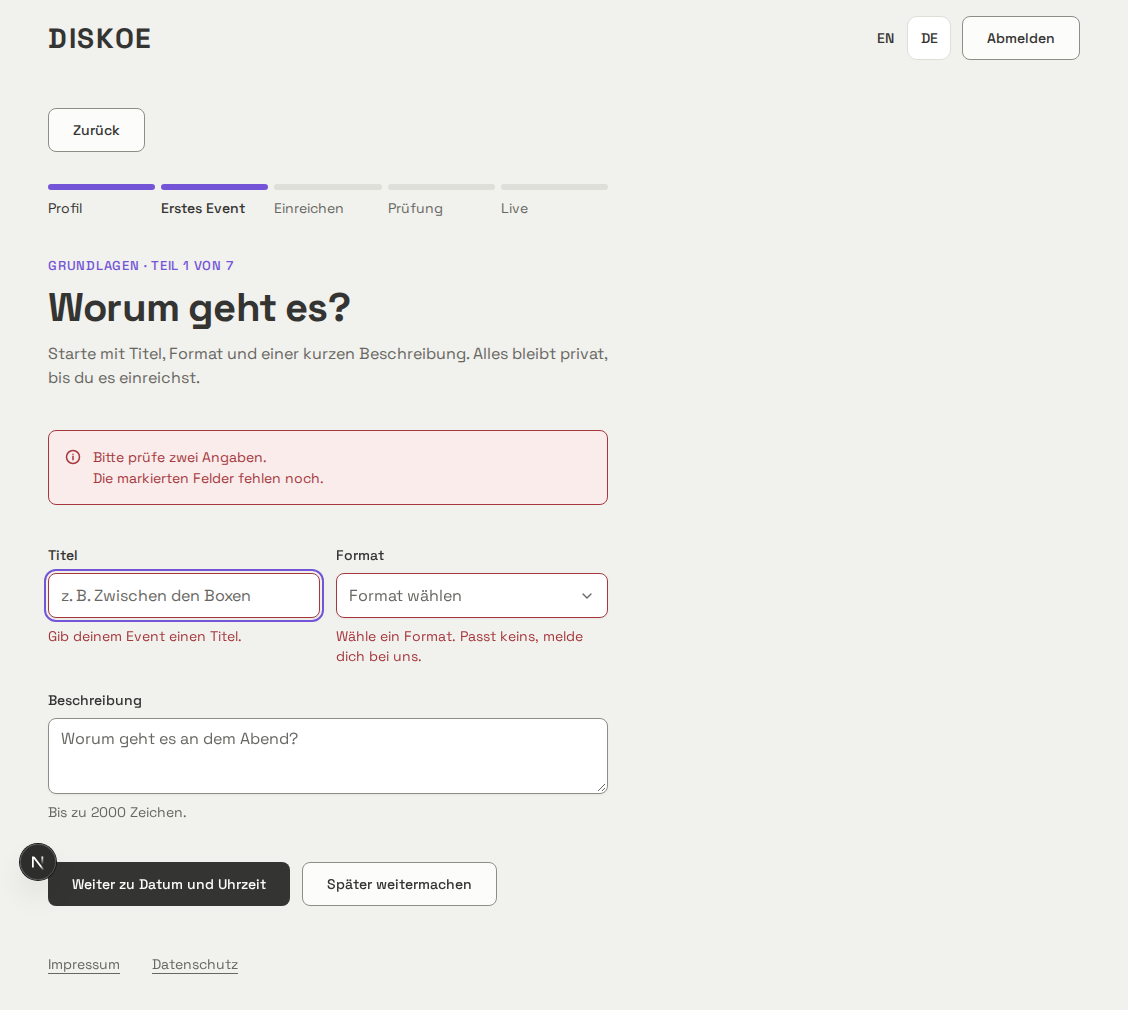 DISKOE
EN
DE
Abmelden
Zurück
Profil
Erstes Event
Einreichen
Prüfung
Live
GRUNDLAGEN · TEIL 1 VON 7
Worum geht es?
Starte mit Titel, Format und einer kurzen Beschreibung. Alles bleibt privat,
bis du es einreichst.
Bitte prüfe zwei Angaben.
Die markierten Felder fehlen noch.
Titel
Format
z. B. Zwischen den Boxen
Format wählen
Gib deinem Event einen Titel.
Wähle ein Format. Passt keins, melde
dich bei uns.
Beschreibung
Worum geht es an dem Abend?
Bis zu 2000 Zeichen.
N
Weiter zu Datum und Uhrzeit
Später weitermachen
Impressum
Datenschutz